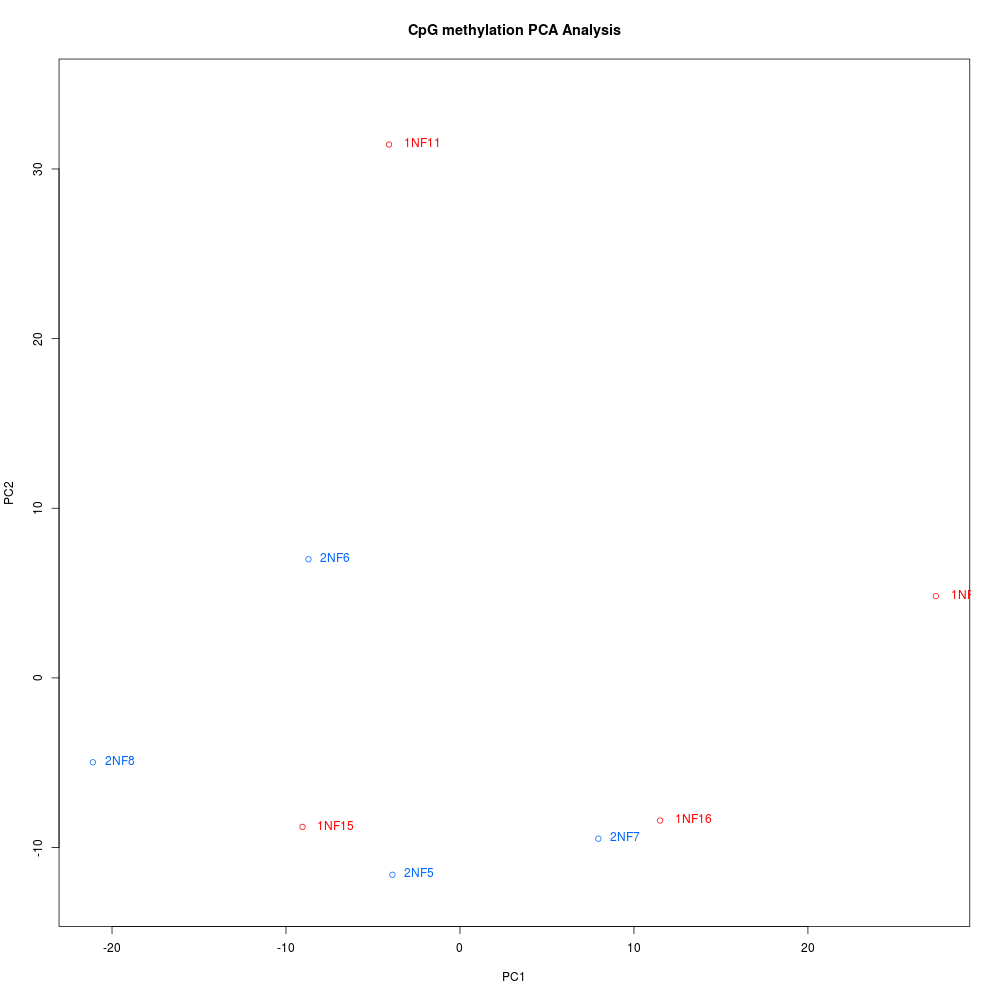 CpG methylation PCA Analysis
1NF11
30
20
PC2
10
2NF6
1NF
0
2NF8
1NF16
1NF15
2NF7
-10
2NF5
-20 -10 0 10 20
PC1